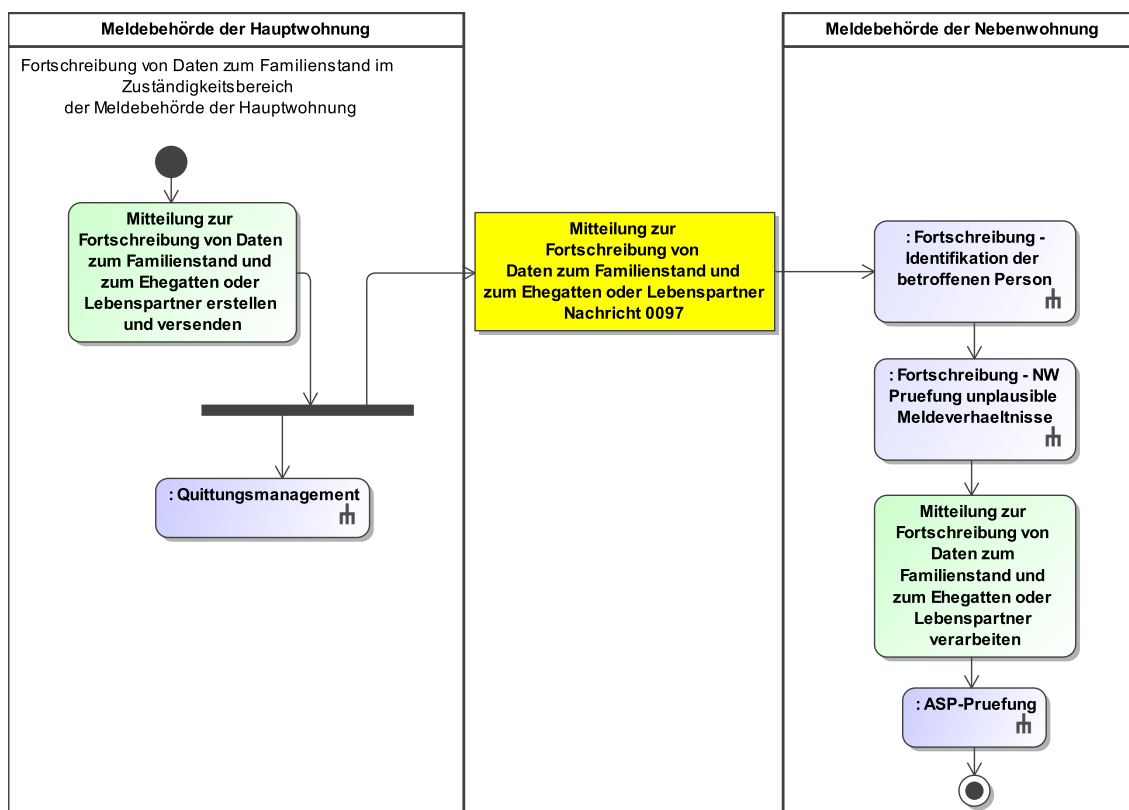 Meldebehörde der Hauptwohnung
Fortschreibung von Daten zum Familienstand im
Zuständigkeitsbereich
der Meldebehörde der Hauptwohnung
Mitteilung zur
Fortschreibung von Daten
zum Familienstand und
zum Ehegatten oder
Lebenspartner erstellen
und versenden
: Quittungsmanagement
Mitteilung zur
Fortschreibung von
Daten zum Familienstand und
zum Ehegatten oder Lebenspartner
Nachricht 0097
Meldebehörde der Nebenwohnung
: Fortschreibung -
Identifikation der
betroffenen Person
: Fortschreibung - NW
Pruefung unplausible
Meldeverhaeltnisse
Mitteilung zur
Fortschreibung von
Daten zum
Familienstand und
zum Ehegatten oder
Lebenspartner
verarbeiten
: ASP-Pruefung